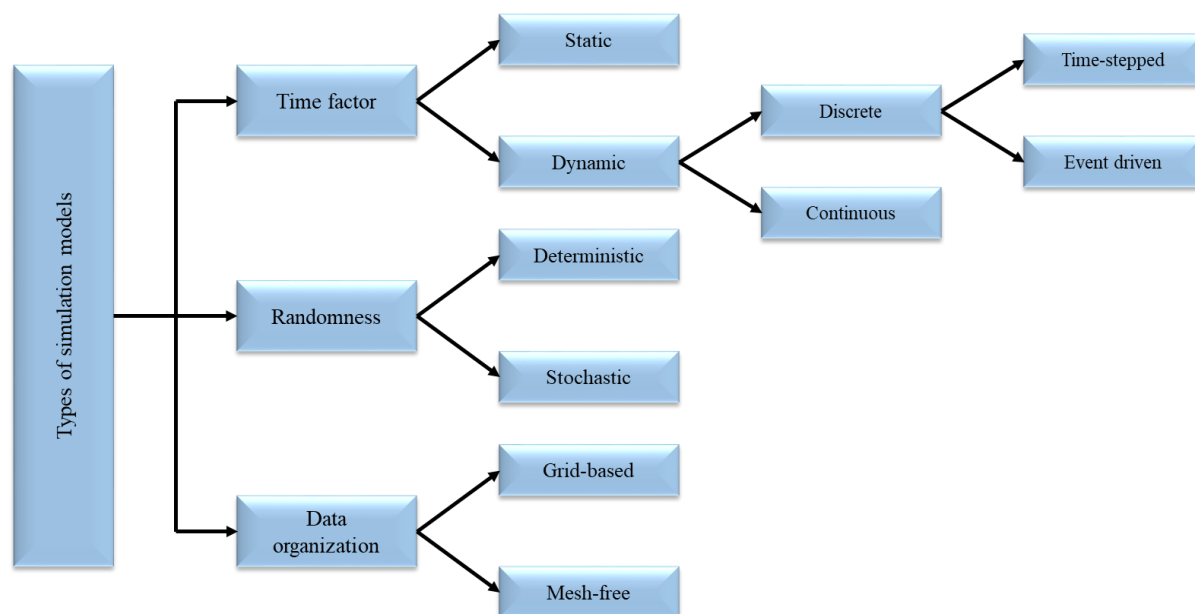 Types of simulation models
Time factor
Static
Dynamic
Discrete
Continuous
Time-stepped
Event driven
Randomness
Deterministic
Stochastic
Data
organization
Grid-based
Mesh-free